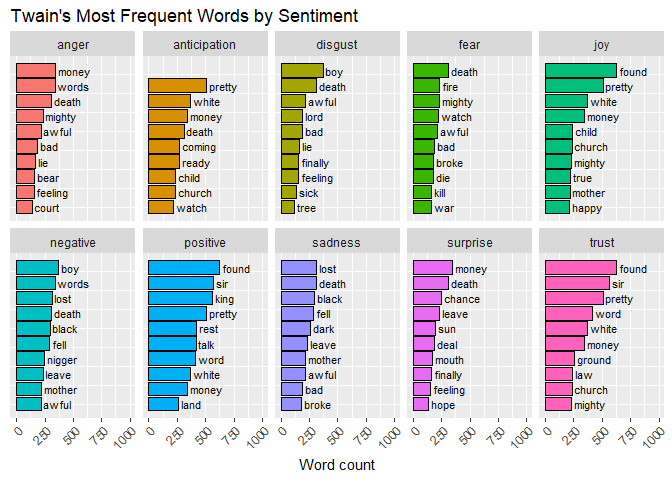 Twain's Most Frequent Words by Sentiment
anger
money
words
death
mighty
awful
bad
lie
bear
feeling
court
anticipation
pretty
white
money
death
coming
ready
child
church
watch
disgust
boy
death
awful
lord
bad
lie
finally
feeling
sick
tree
fear
death
fire
mighty
watch
awful
bad
broke
die
kill
war
joy
found
pretty
white
money
child
church
mighty
true
mother
happy
negative
boy
words
lost
death
black
fell
nigger
leave
mother
awful
positive
found
sir
king
pretty
rest
talk
word
white
money
land
sadness
lost
death
black
fell
dark
leave
mother
awful
bad
broke
surprise
money
death
chance
leave
sun
deal
mouth
finally
feeling
hope
trust
found
sir
pretty
word
white
money
ground
law
church
mighty
0 250 500 750 1000 0 250 500 750 1000 0 250 500 750 1000 0 250 500 750 1000 0 250 500 750 1000
Word count